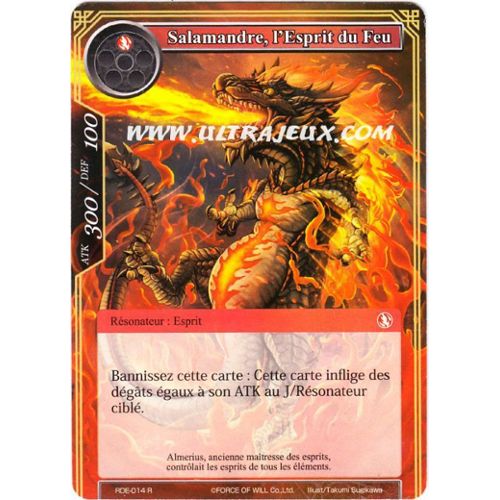 Salamandre, l'Esprit du Feu
WWW.ULTRAJEUX.COM
ATK 300 / DEF 100
Résonateur : Esprit
Bannissez cette carte : Cette carte inflige des
dégâts égaux à son ATK au J/Résonateur
ciblé.
Almerius, ancienne maîtresse des esprits,
contrôlait les esprits de tous les éléments.
RDE-014 R ©FORCE OF WILL Co.,Ltd. Illust/Takumi Sugikawa